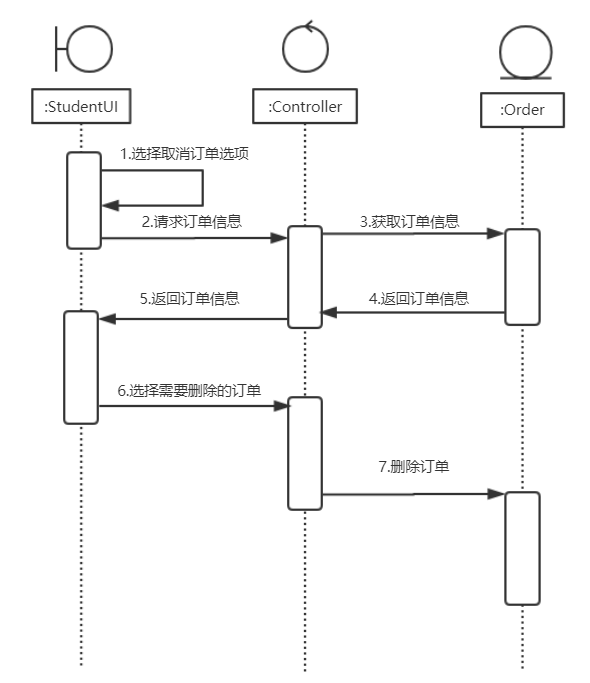 :StudentUI
:Controller
:Order
1.选择取消订单选项
2.请求订单信息
3.获取订单信息
5.返回订单信息
4.返回订单信息
6.选择需要删除的订单
7.删除订单